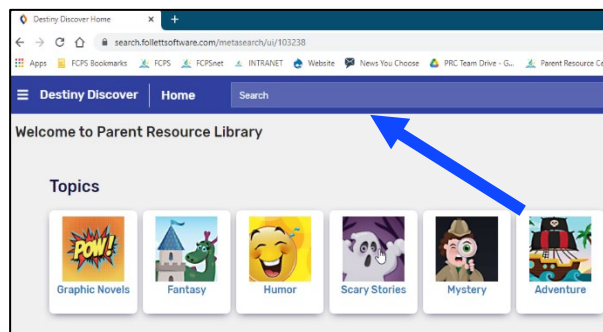 Destiny Discover Home
search.follettsoftware.com/metasearch/ui/103238
Apps FCPS Bookmarks FCPS FCPSnet INTRANET Website News You Choose PRC Team Drive - G... Parent Resource Ce
Destiny Discover Home Search
Welcome to Parent Resource Library
Topics
POW!
Graphic Novels Fantasy Humor Scary Stories Mystery Adventure